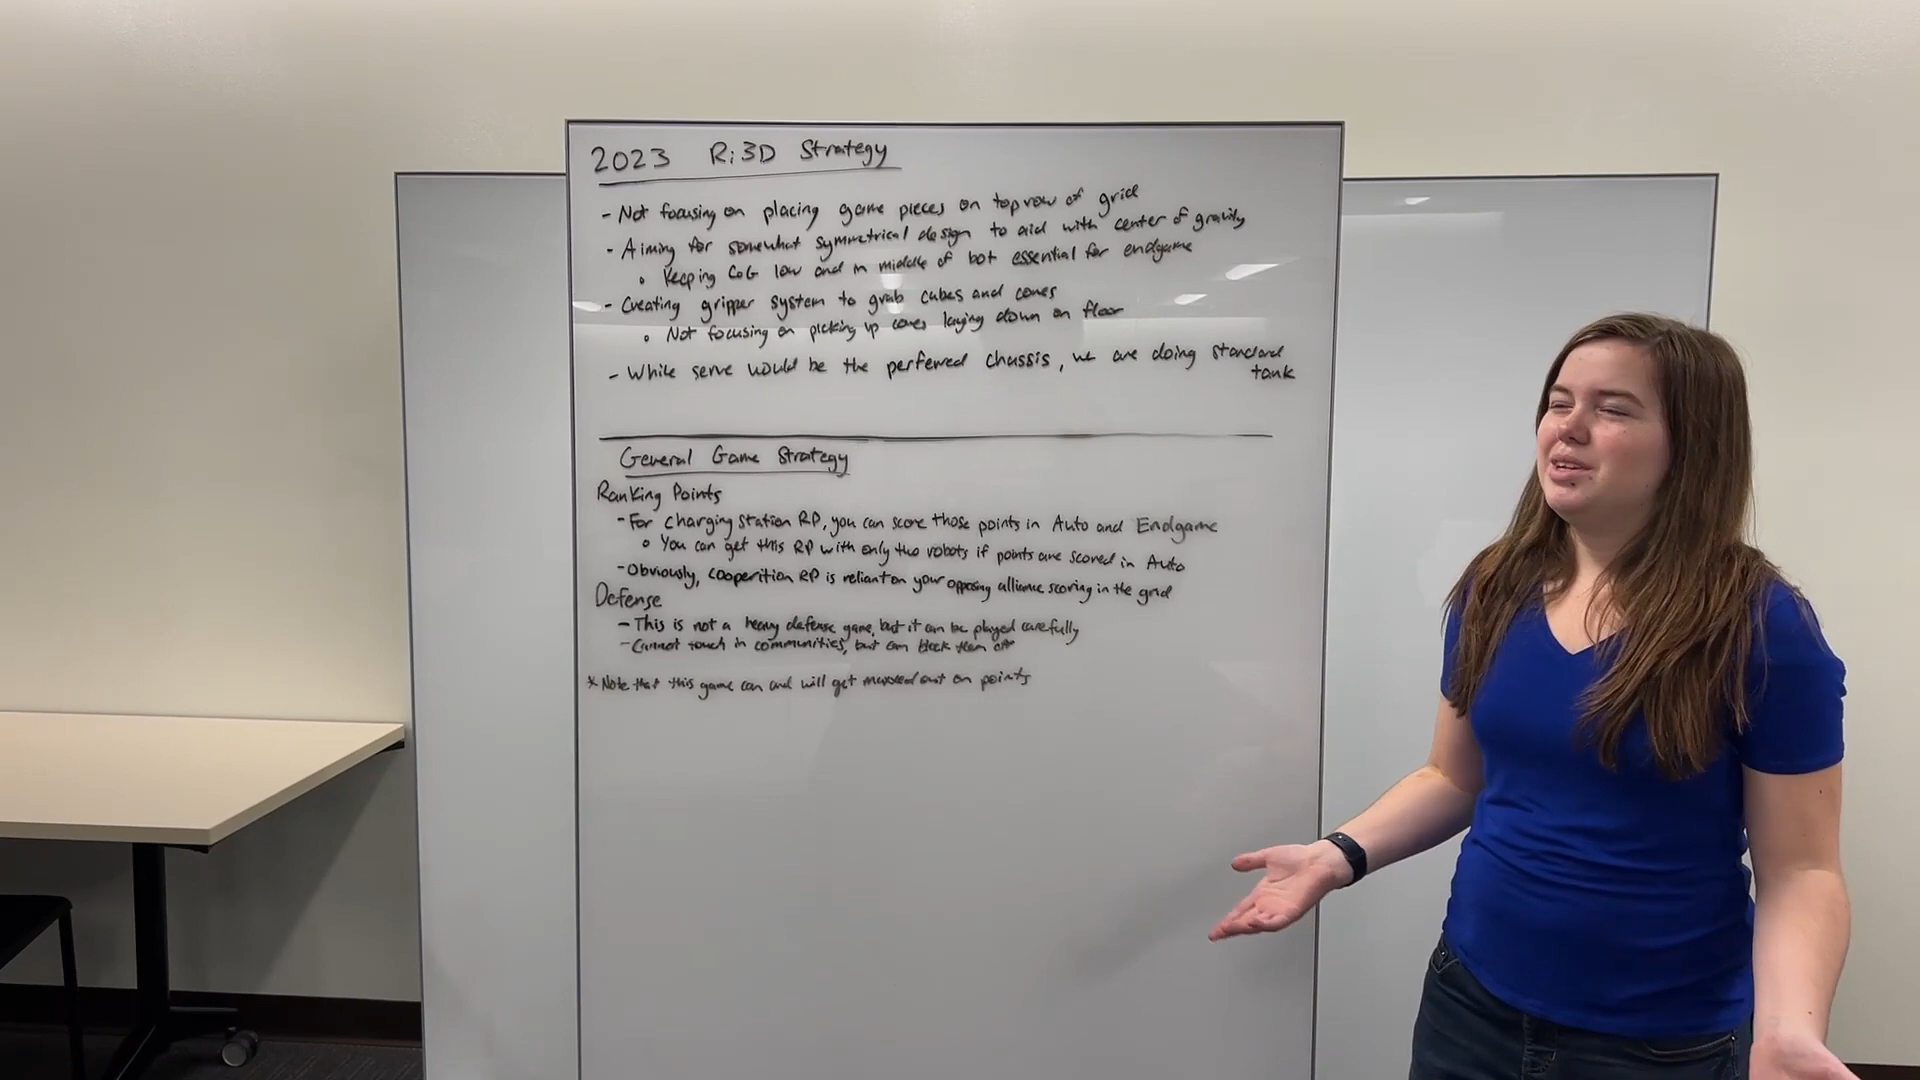 2023 Ri3D Strategy
- Not focusing on placing game pieces on top row of grid
- Aiming for somewhat symmetrical design to aid with center of gravity
◦ Keeping CoG low and in middle of bot essential for endgame
- Creating gripper system to grab cubes and cones
◦ Not focusing on picking up cones laying down on floor
- While serve would be the perferred chassis, we are doing standard
tank
General Game Strategy
Ranking Points
- For charging station RP, you can score those points in Auto and Endgame
◦ You can get this RP with only two robots if points are scored in Auto
- Obviously, cooperition RP is reliant on your opposing alliance scoring in the grid
Defense
- This is not a heavy defense game, but it can be played carefully
- Cannot touch in communities, but can block them off
* Note that this game can and will get maxxed out on points